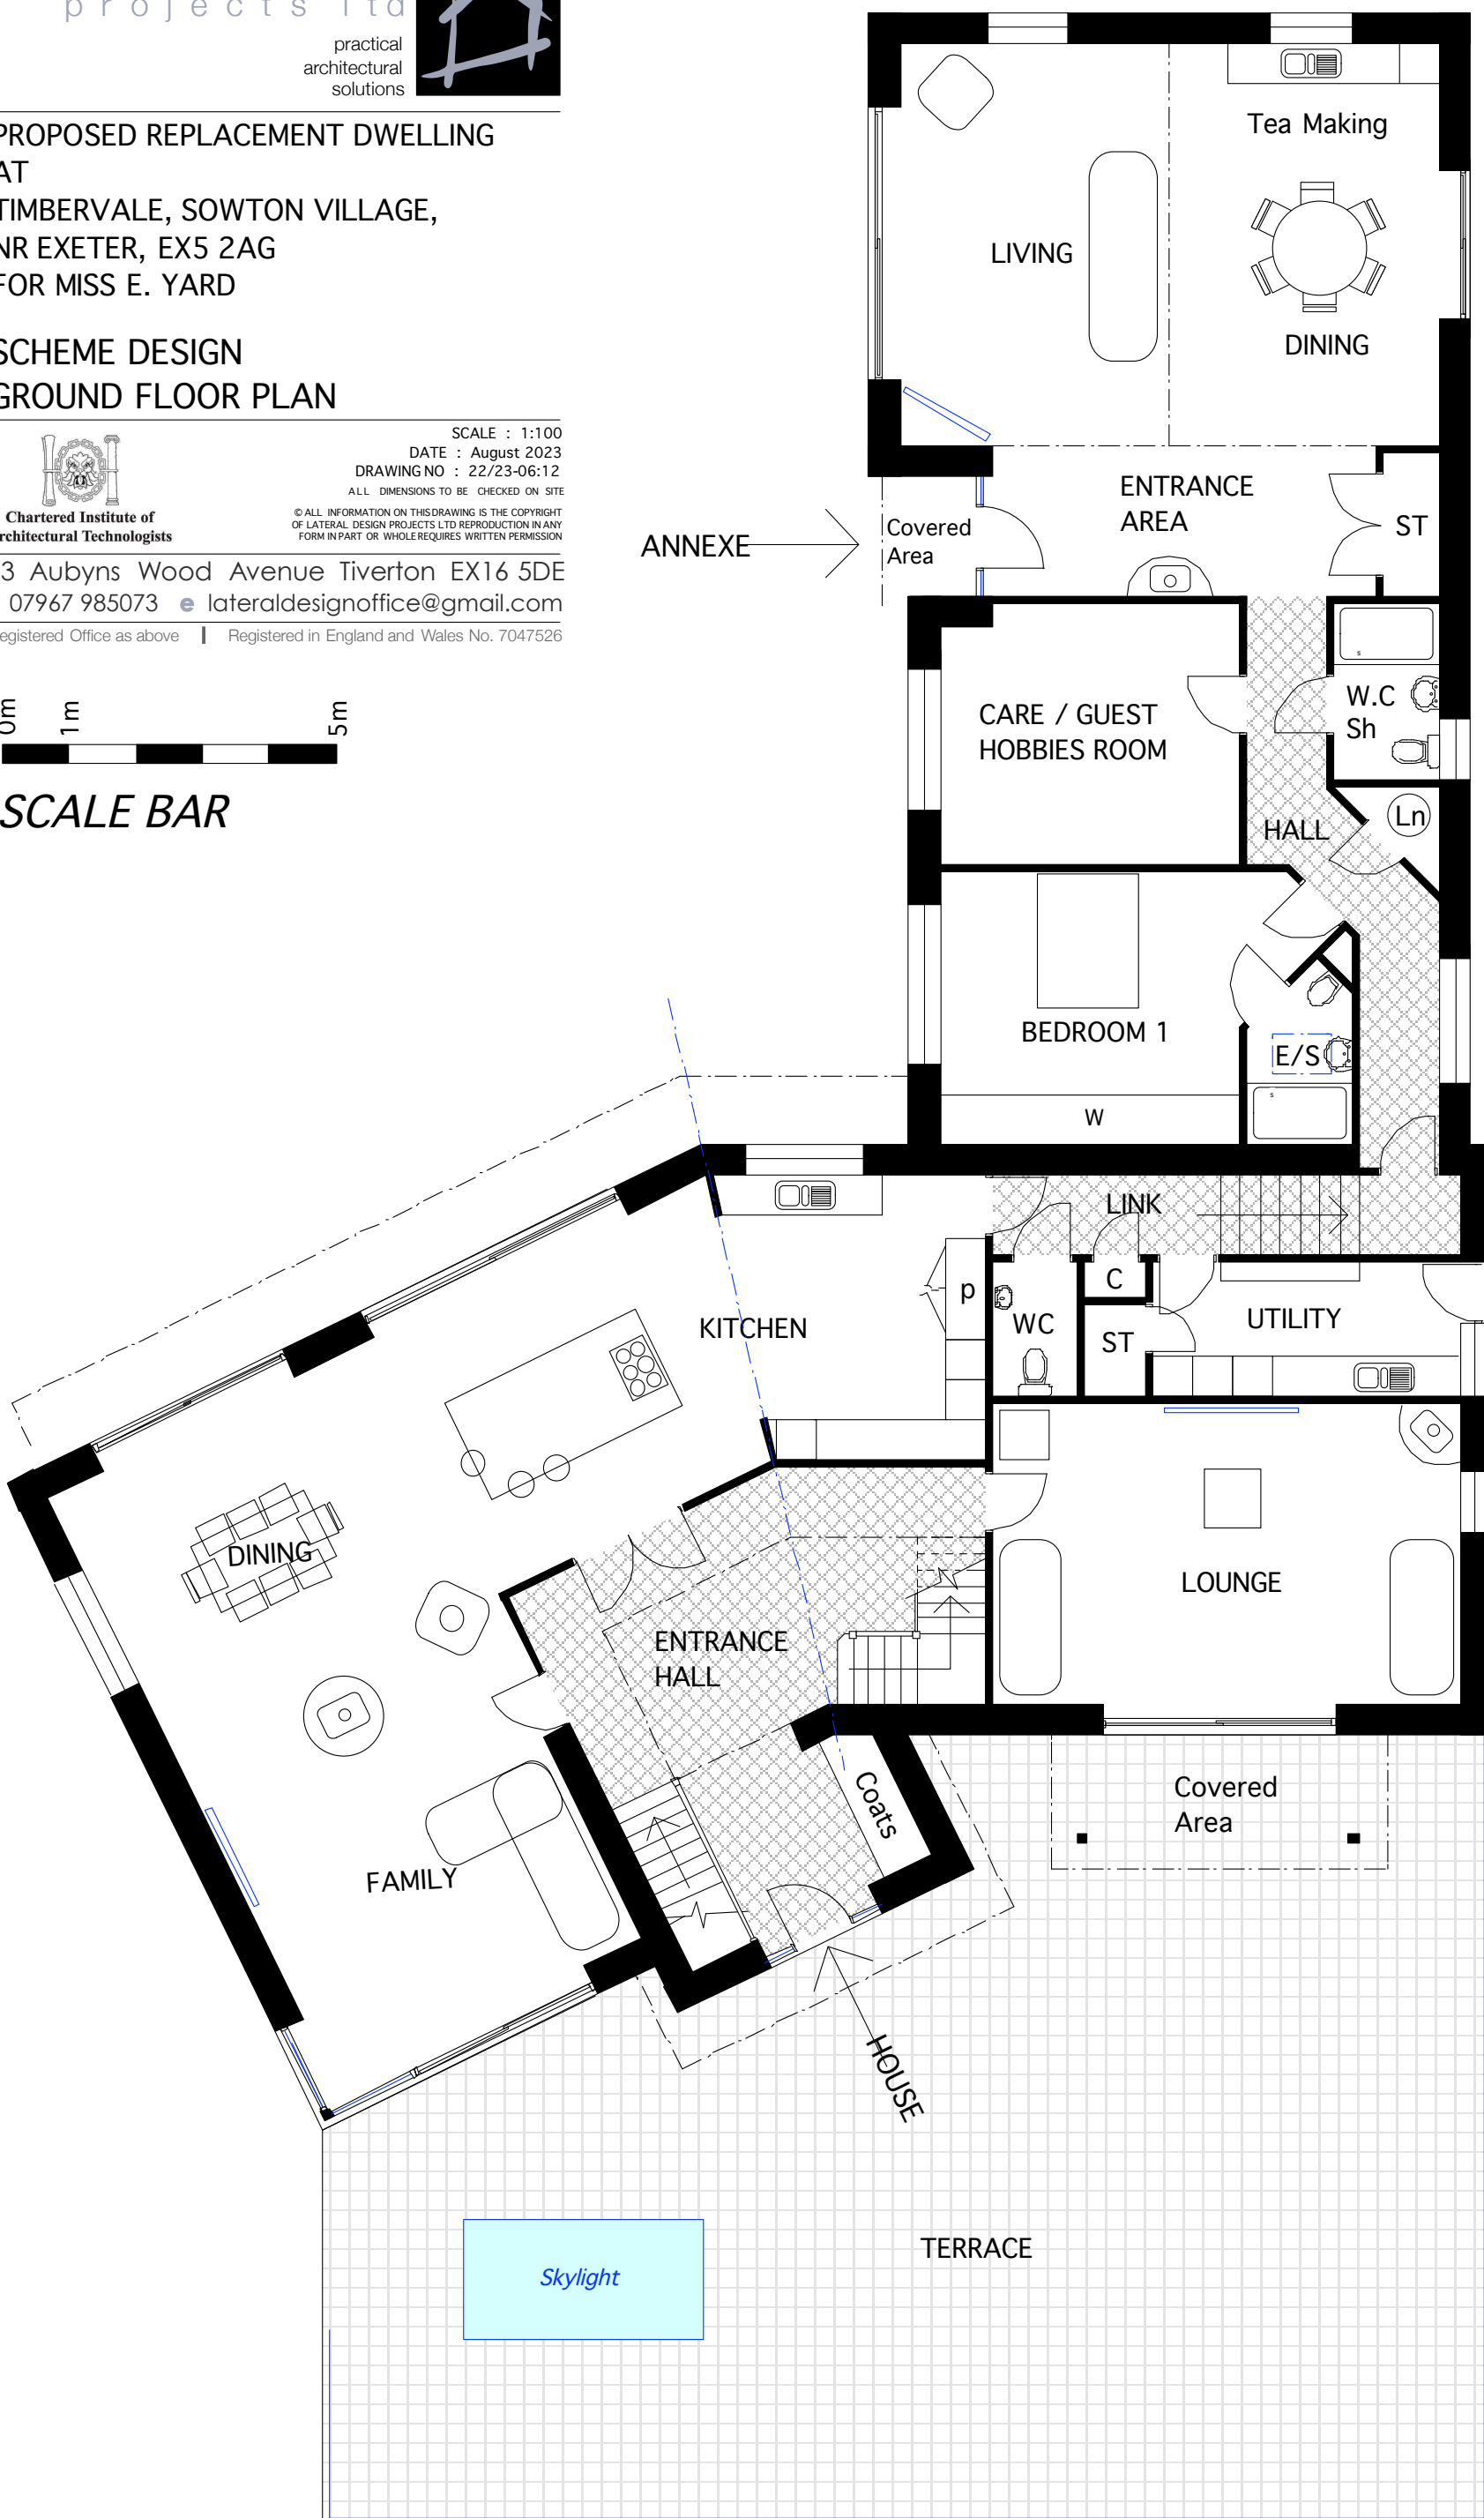 projects ltd
practical
architectural
solutions
PROPOSED REPLACEMENT DWELLING
AT
TIMBERVALE, SOWTON VILLAGE,
NR EXETER, EX5 2AG
FOR MISS E. YARD
SCHEME DESIGN
GROUND FLOOR PLAN
SCALE : 1:100
DATE : August 2023
DRAWING NO : 22/23-06:12
ALL DIMENSIONS TO BE CHECKED ON SITE
© ALL INFORMATION ON THIS DRAWING IS THE COPYRIGHT
OF LATERAL DESIGN PROJECTS LTD REPRODUCTION IN ANY
FORM IN PART OR WHOLE REQUIRES WRITTEN PERMISSION
Chartered Institute of
rchitectural Technologists
3 Aubyns Wood Avenue Tiverton EX16 5DE
07967 985073 e lateraldesignoffice@gmail.com
egistered Office as above | Registered in England and Wales No. 7047526
0m
1m
5m
SCALE BAR
Tea Making
LIVING
DINING
ENTRANCE
AREA
ST
ANNEXE
Covered
Area
CARE / GUEST
HOBBIES ROOM
s
W.C
Sh
Ln
HALL
BEDROOM 1
E/S
s
W
LINK
C
p
WC
ST
UTILITY
KITCHEN
DINING
LOUNGE
ENTRANCE
HALL
Coats
Covered
Area
FAMILY
HOUSE
TERRACE
Skylight